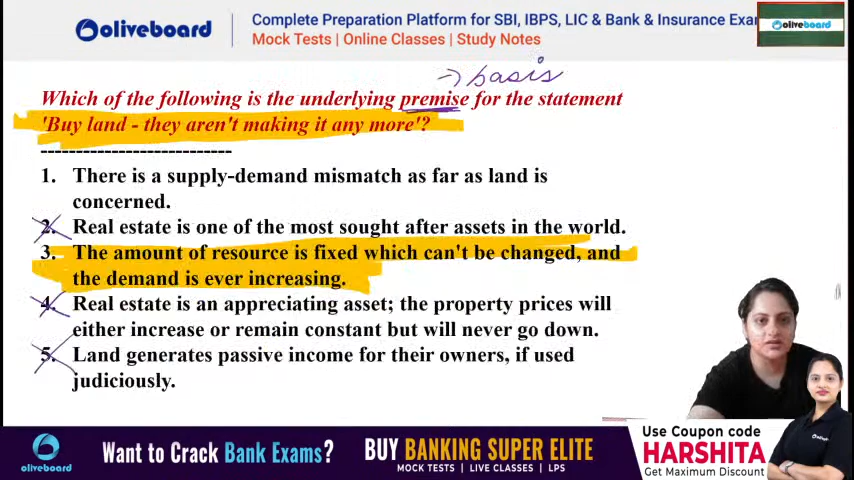 oliveboard
Complete Preparation Platform for SBI, IBPS, LIC & Bank & Insurance Exa
Mock Tests | Online Classes | Study Notes
oliveboard
→ basis
Which of the following is the underlying premise for the statement
'Buy land - they aren't making it any more'?
---------------------------
1. There is a supply-demand mismatch as far as land is
concerned.
2. Real estate is one of the most sought after assets in the world.
3. The amount of resource is fixed which can't be changed, and
the demand is ever increasing.
4. Real estate is an appreciating asset; the property prices will
either increase or remain constant but will never go down.
5. Land generates passive income for their owners, if used
judiciously.
oliveboard
Want to Crack Bank Exams?
BUY BANKING SUPER ELITE
MOCK TESTS | LIVE CLASSES | LPS
Use Coupon code
HARSHITA
Get Maximum Discount